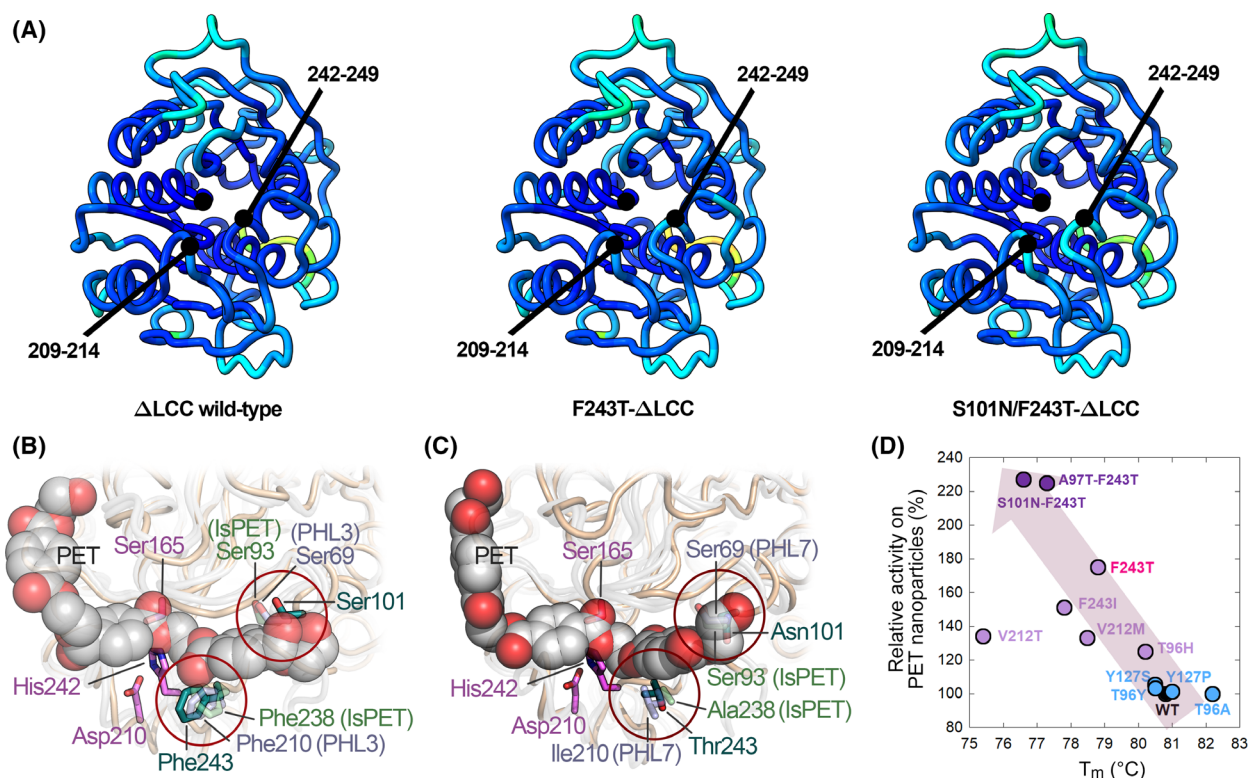 (A)
242-249
242-249
242-249
209-214
209-214
209-214
ΔLCC wild-type
F243T-ΔLCC
S101N/F243T-ΔLCC
(B)
PET
Ser165
(IsPET)
Ser93
(PHL3)
Ser69
Ser101
His242
Asp210
Phe238 (IsPET)
Phe210 (PHL3)
Phe243
(C)
PET
Ser165
Ser69 (PHL7)
Asn101
His242
Ser93 (IsPET)
Asp210
Ala238 (IsPET)
Ile210 (PHL7)
Thr243
(D)
Relative activity on
PET nanoparticles (%)
240
220
200
180
160
140
120
100
80
A97T-F243T
S101N-F243T
F243T
F243I
V212T
V212M
T96H
Y127S
Y127P
T96Y
WT
T96A
75 76 77 78 79 80 81 82 83
Tm (°C)